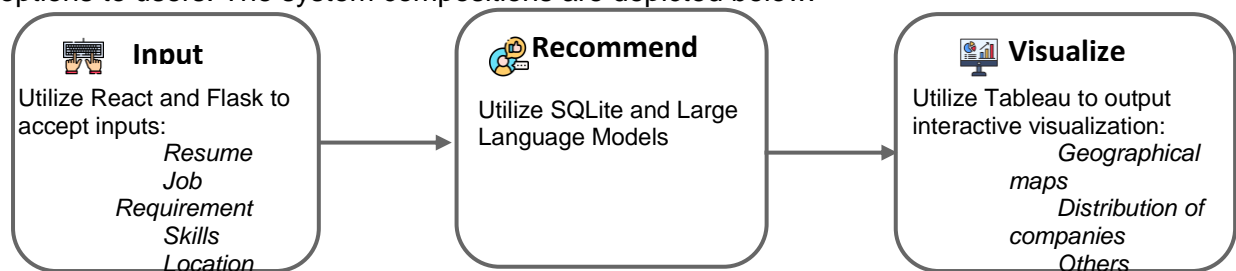 options to users. The system compositions are depicted below.
Input
Utilize React and Flask to
accept inputs:
Resume
Job
Requirement
Skills
Location
Recommend
Utilize SQLite and Large
Language Models
Visualize
Utilize Tableau to output
interactive visualization:
Geographical
maps
Distribution of
companies
Others